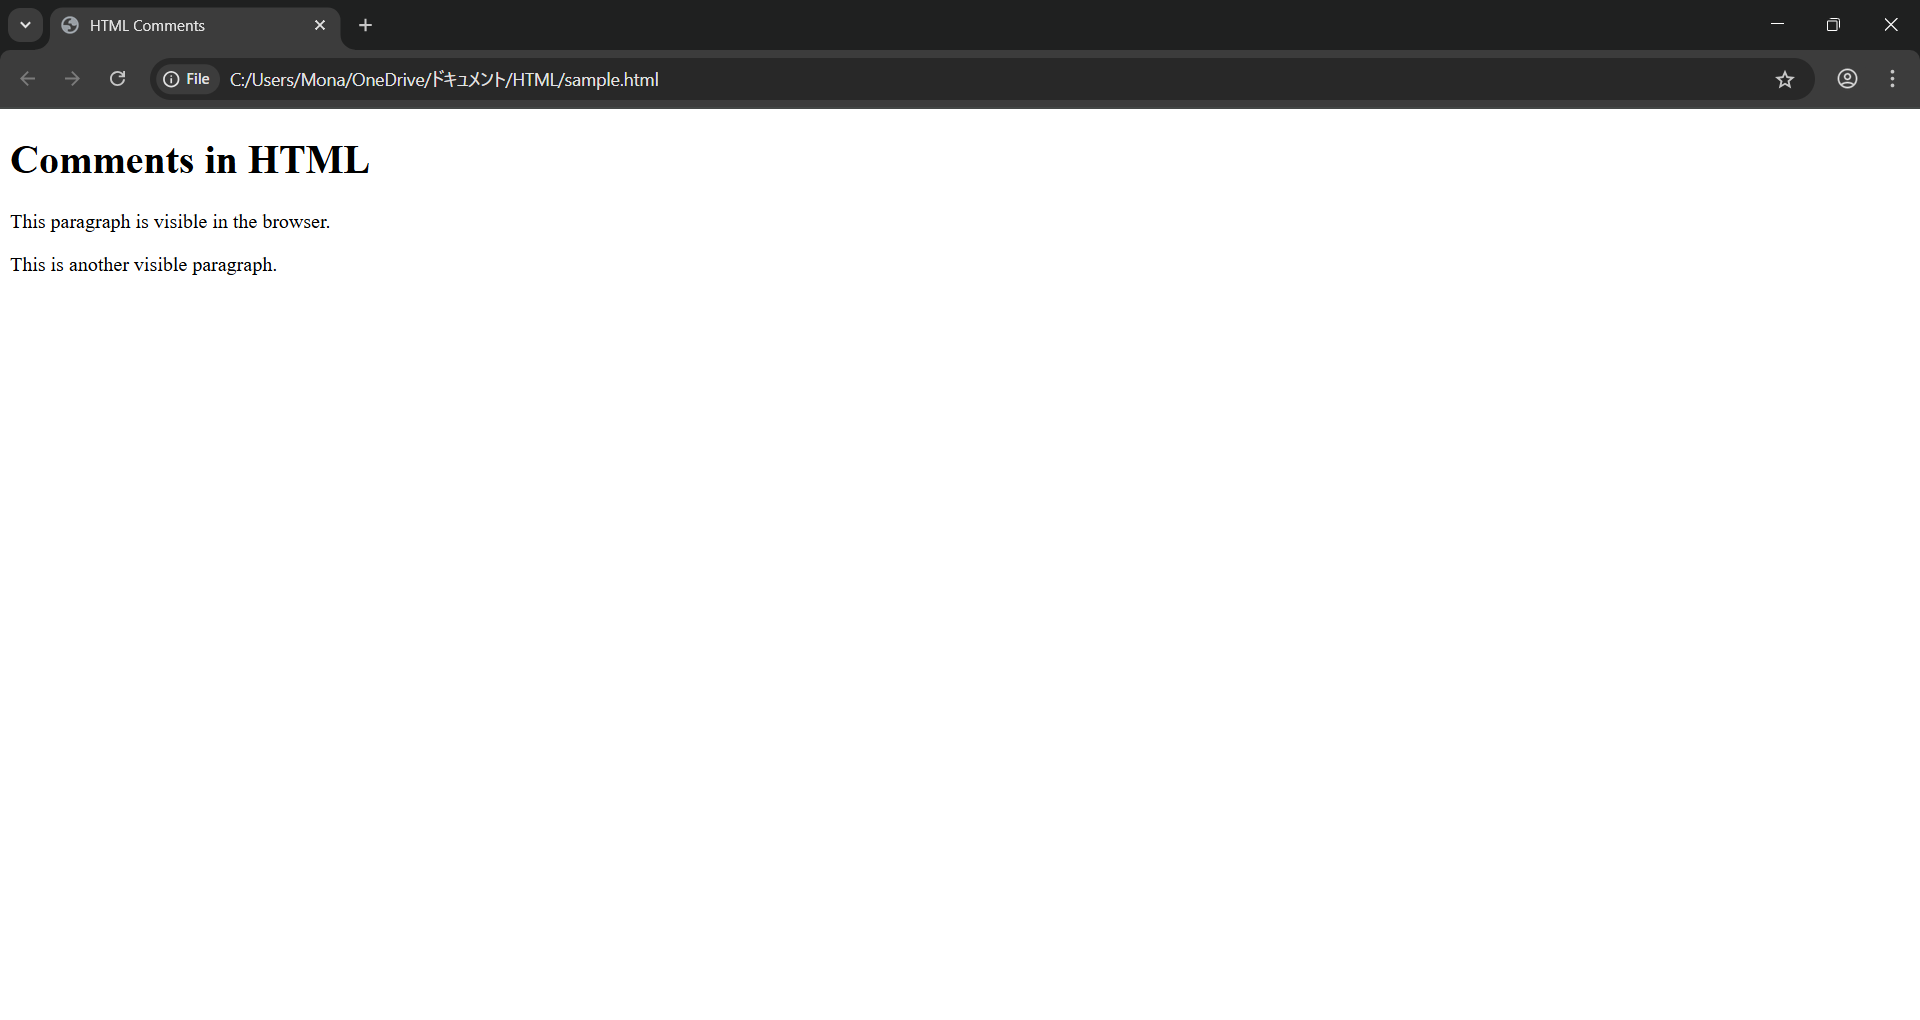 HTML Comments
File C:/Users/Mona/OneDrive/ドキュメント/HTML/sample.html
Comments in HTML
This paragraph is visible in the browser.
This is another visible paragraph.